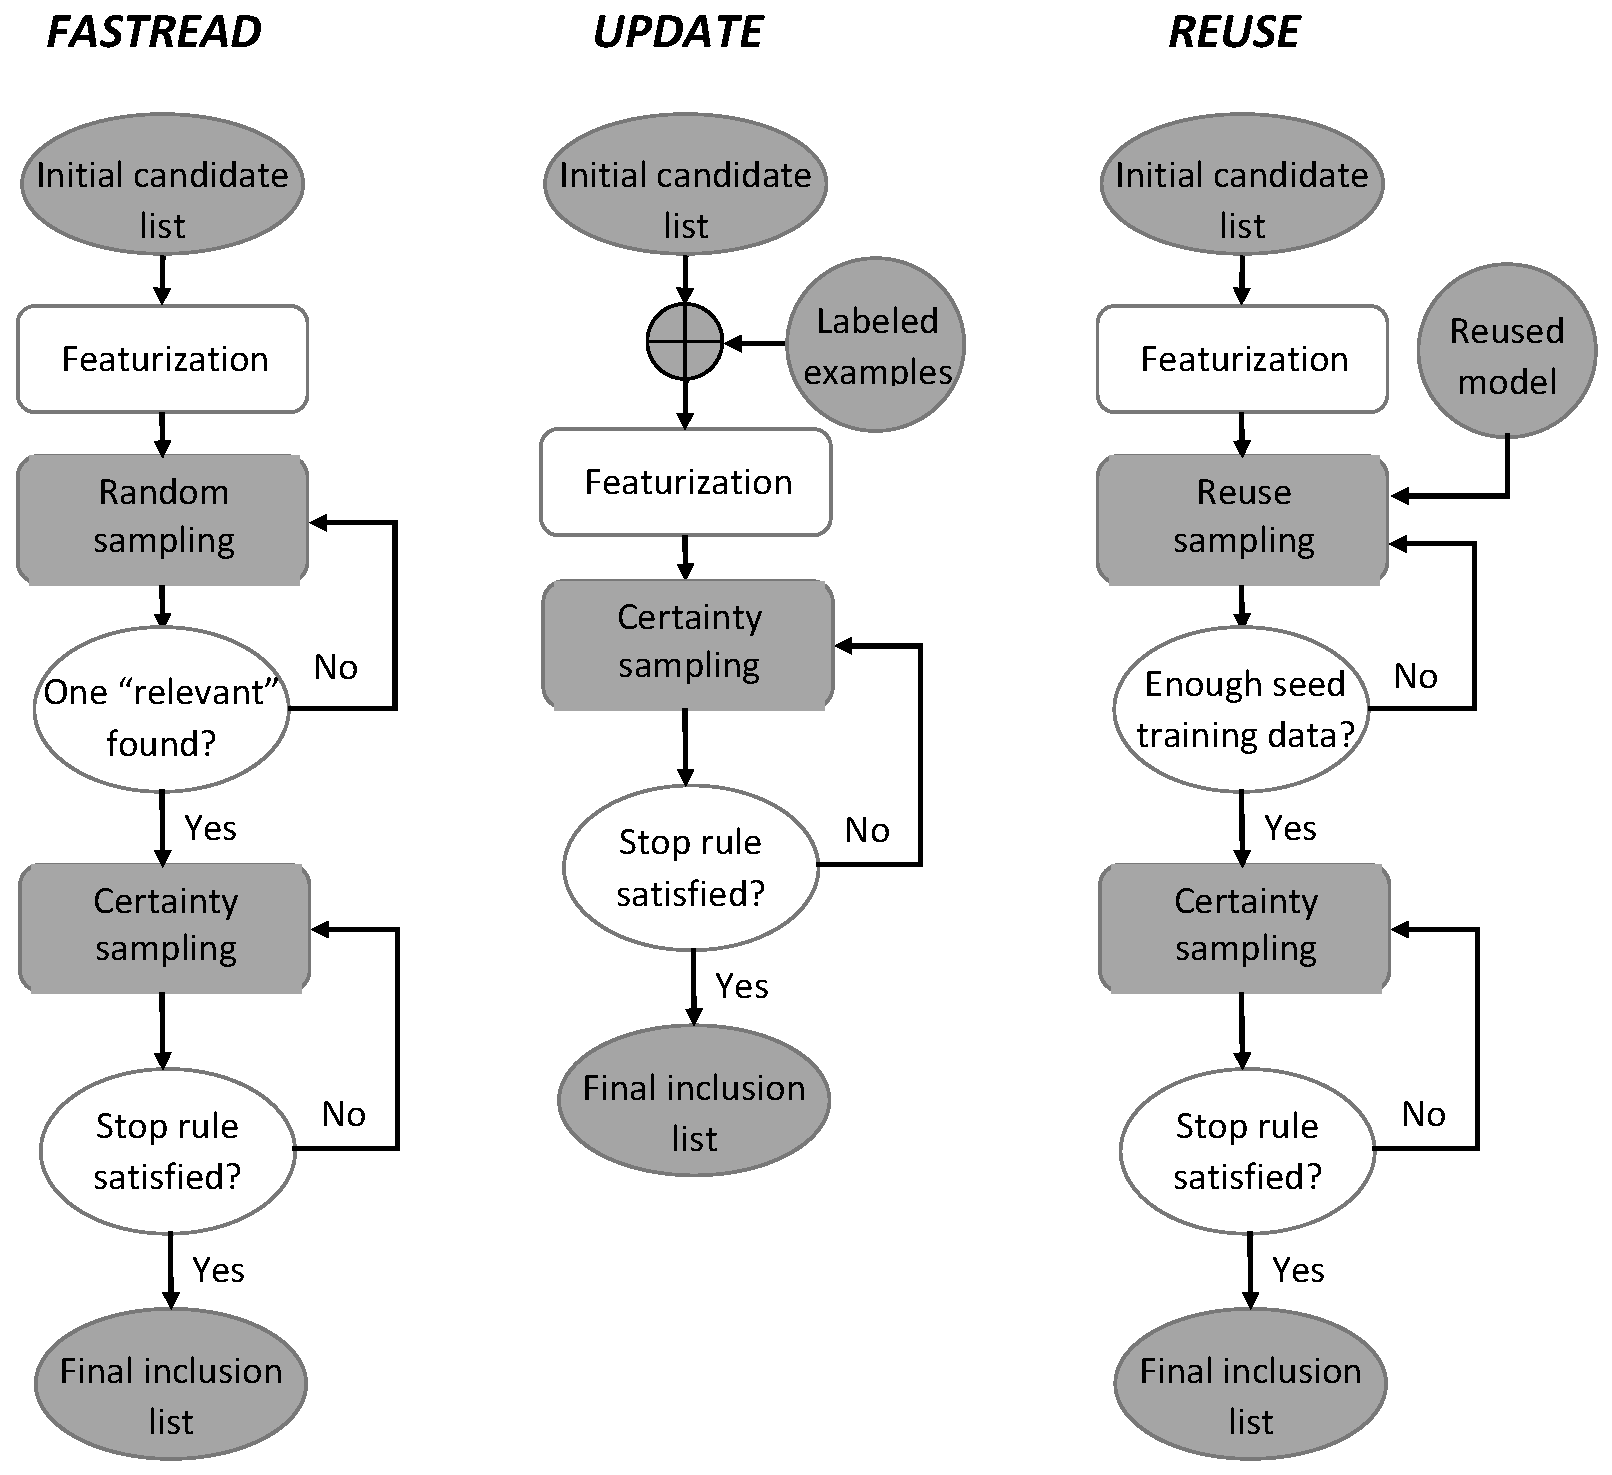 FASTREAD
Initial candidate
list
Featurization
Random
sampling
One “relevant”
found?
No
Yes
Certainty
sampling
Stop rule
satisfied?
No
Yes
Final inclusion
list
UPDATE
Initial candidate
list
Labeled
examples
Featurization
Certainty
sampling
Stop rule
satisfied?
No
Yes
Final inclusion
list
REUSE
Initial candidate
list
Featurization
Reused
model
Reuse
sampling
Enough seed
training data?
No
Yes
Certainty
sampling
Stop rule
satisfied?
No
Yes
Final inclusion
list